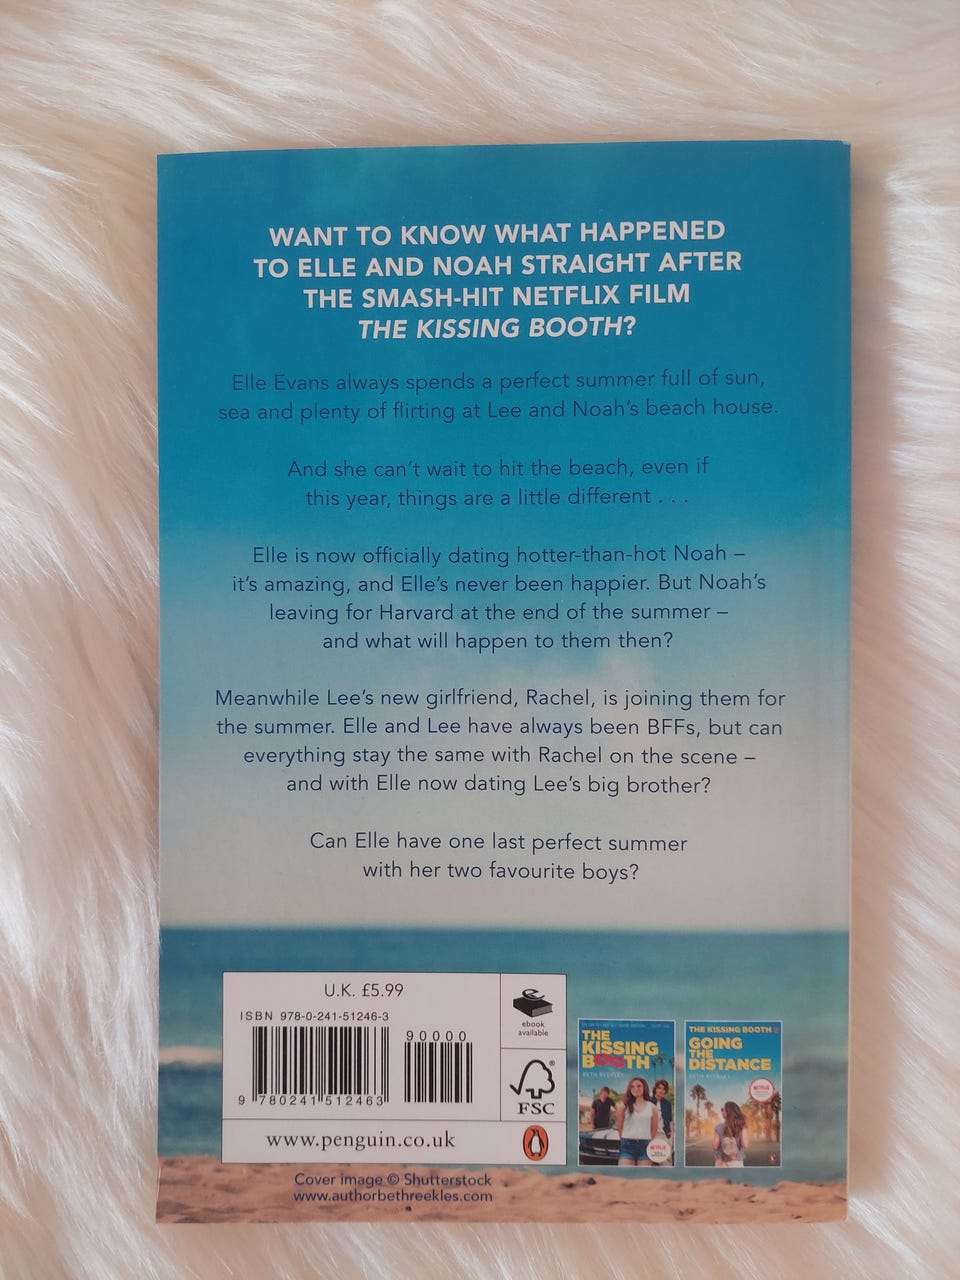 WANT TO KNOW WHAT HAPPENED
TO ELLE AND NOAH STRAIGHT AFTER
THE SMASH-HIT NETFLIX FILM
THE KISSING BOOTH?
Elle Evans always spends a perfect summer full of sun,
sea and plenty of flirting at Lee and Noah's beach house.
And she can't wait to hit the beach, even if
this year, things are a little different . . .
Elle is now officially dating hotter-than-hot Noah –
it's amazing, and Elle's never been happier. But Noah's
leaving for Harvard at the end of the summer –
and what will happen to them then?
Meanwhile Lee's new girlfriend, Rachel, is joining them for
the summer. Elle and Lee have always been BFFs, but can
everything stay the same with Rachel on the scene –
and with Elle now dating Lee's big brother?
Can Elle have one last perfect summer
with her two favourite boys?
U.K. £5.99
ISBN 978-0-241-51246-3
90000
9 780241 512463
www.penguin.co.uk
ebook
available
FSC
®
THE
KISSING
BOOTH
BETH REEKLES
NETFLIX
THE KISSING BOOTH 2
GOING
THE
DISTANCE
BETH REEKLES
NETFLIX
Cover image © Shutterstock
www.authorbethreekles.com